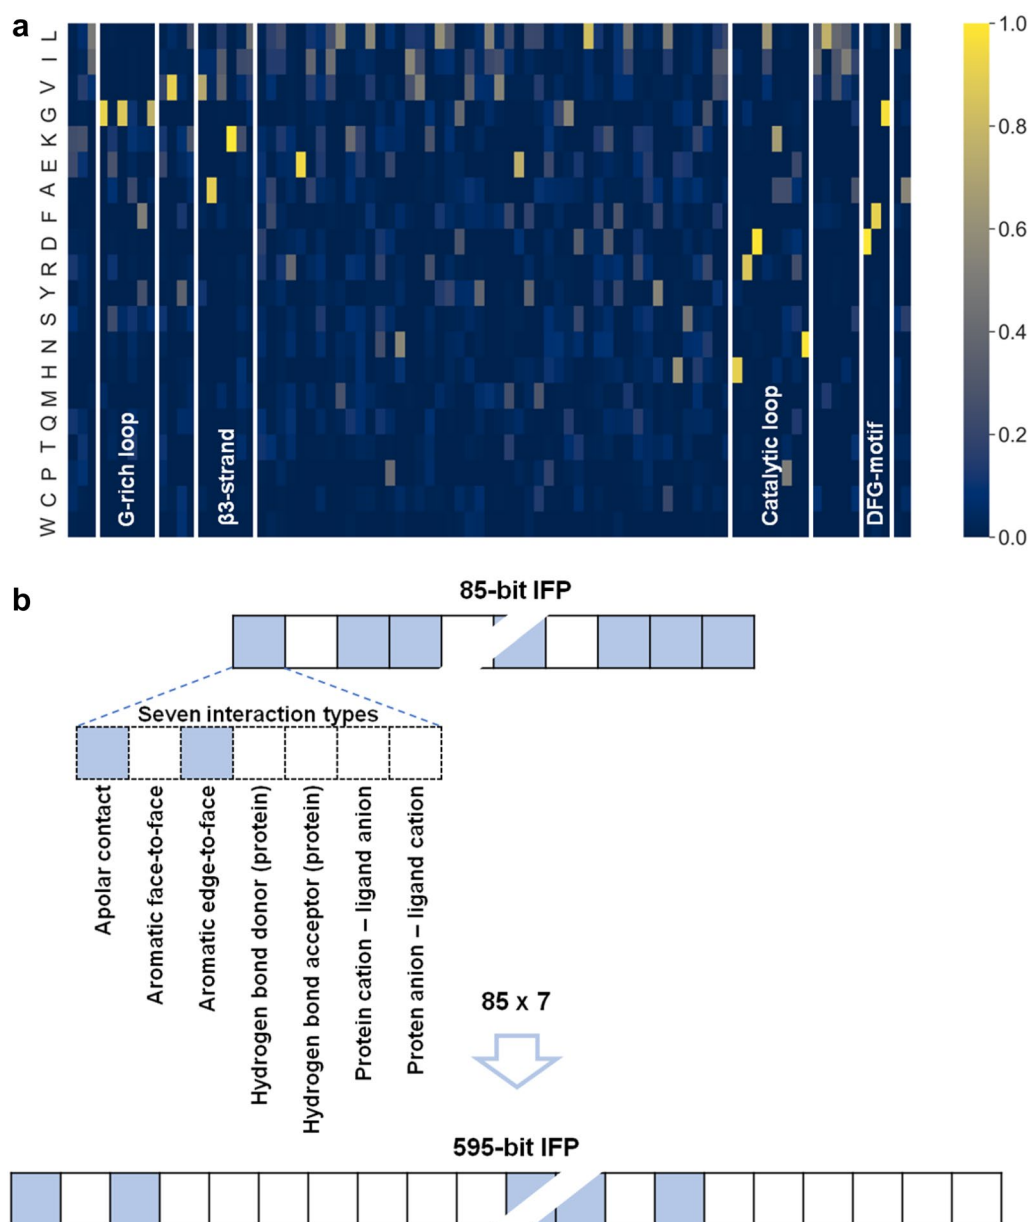 a
L
I
V
G
K
E
A
F
D
R
Y
S
N
H
M
Q
T
P
C
W
G-rich loop
β3-strand
Catalytic loop
DFG-motif
1.0
0.8
0.6
0.4
0.2
0.0
b
85-bit IFP
Seven interaction types
Apolar contact
Aromatic face-to-face
Aromatic edge-to-face
Hydrogen bond donor (protein)
Hydrogen bond acceptor (protein)
Protein cation – ligand anion
Proten anion – ligand cation
85 x 7
595-bit IFP